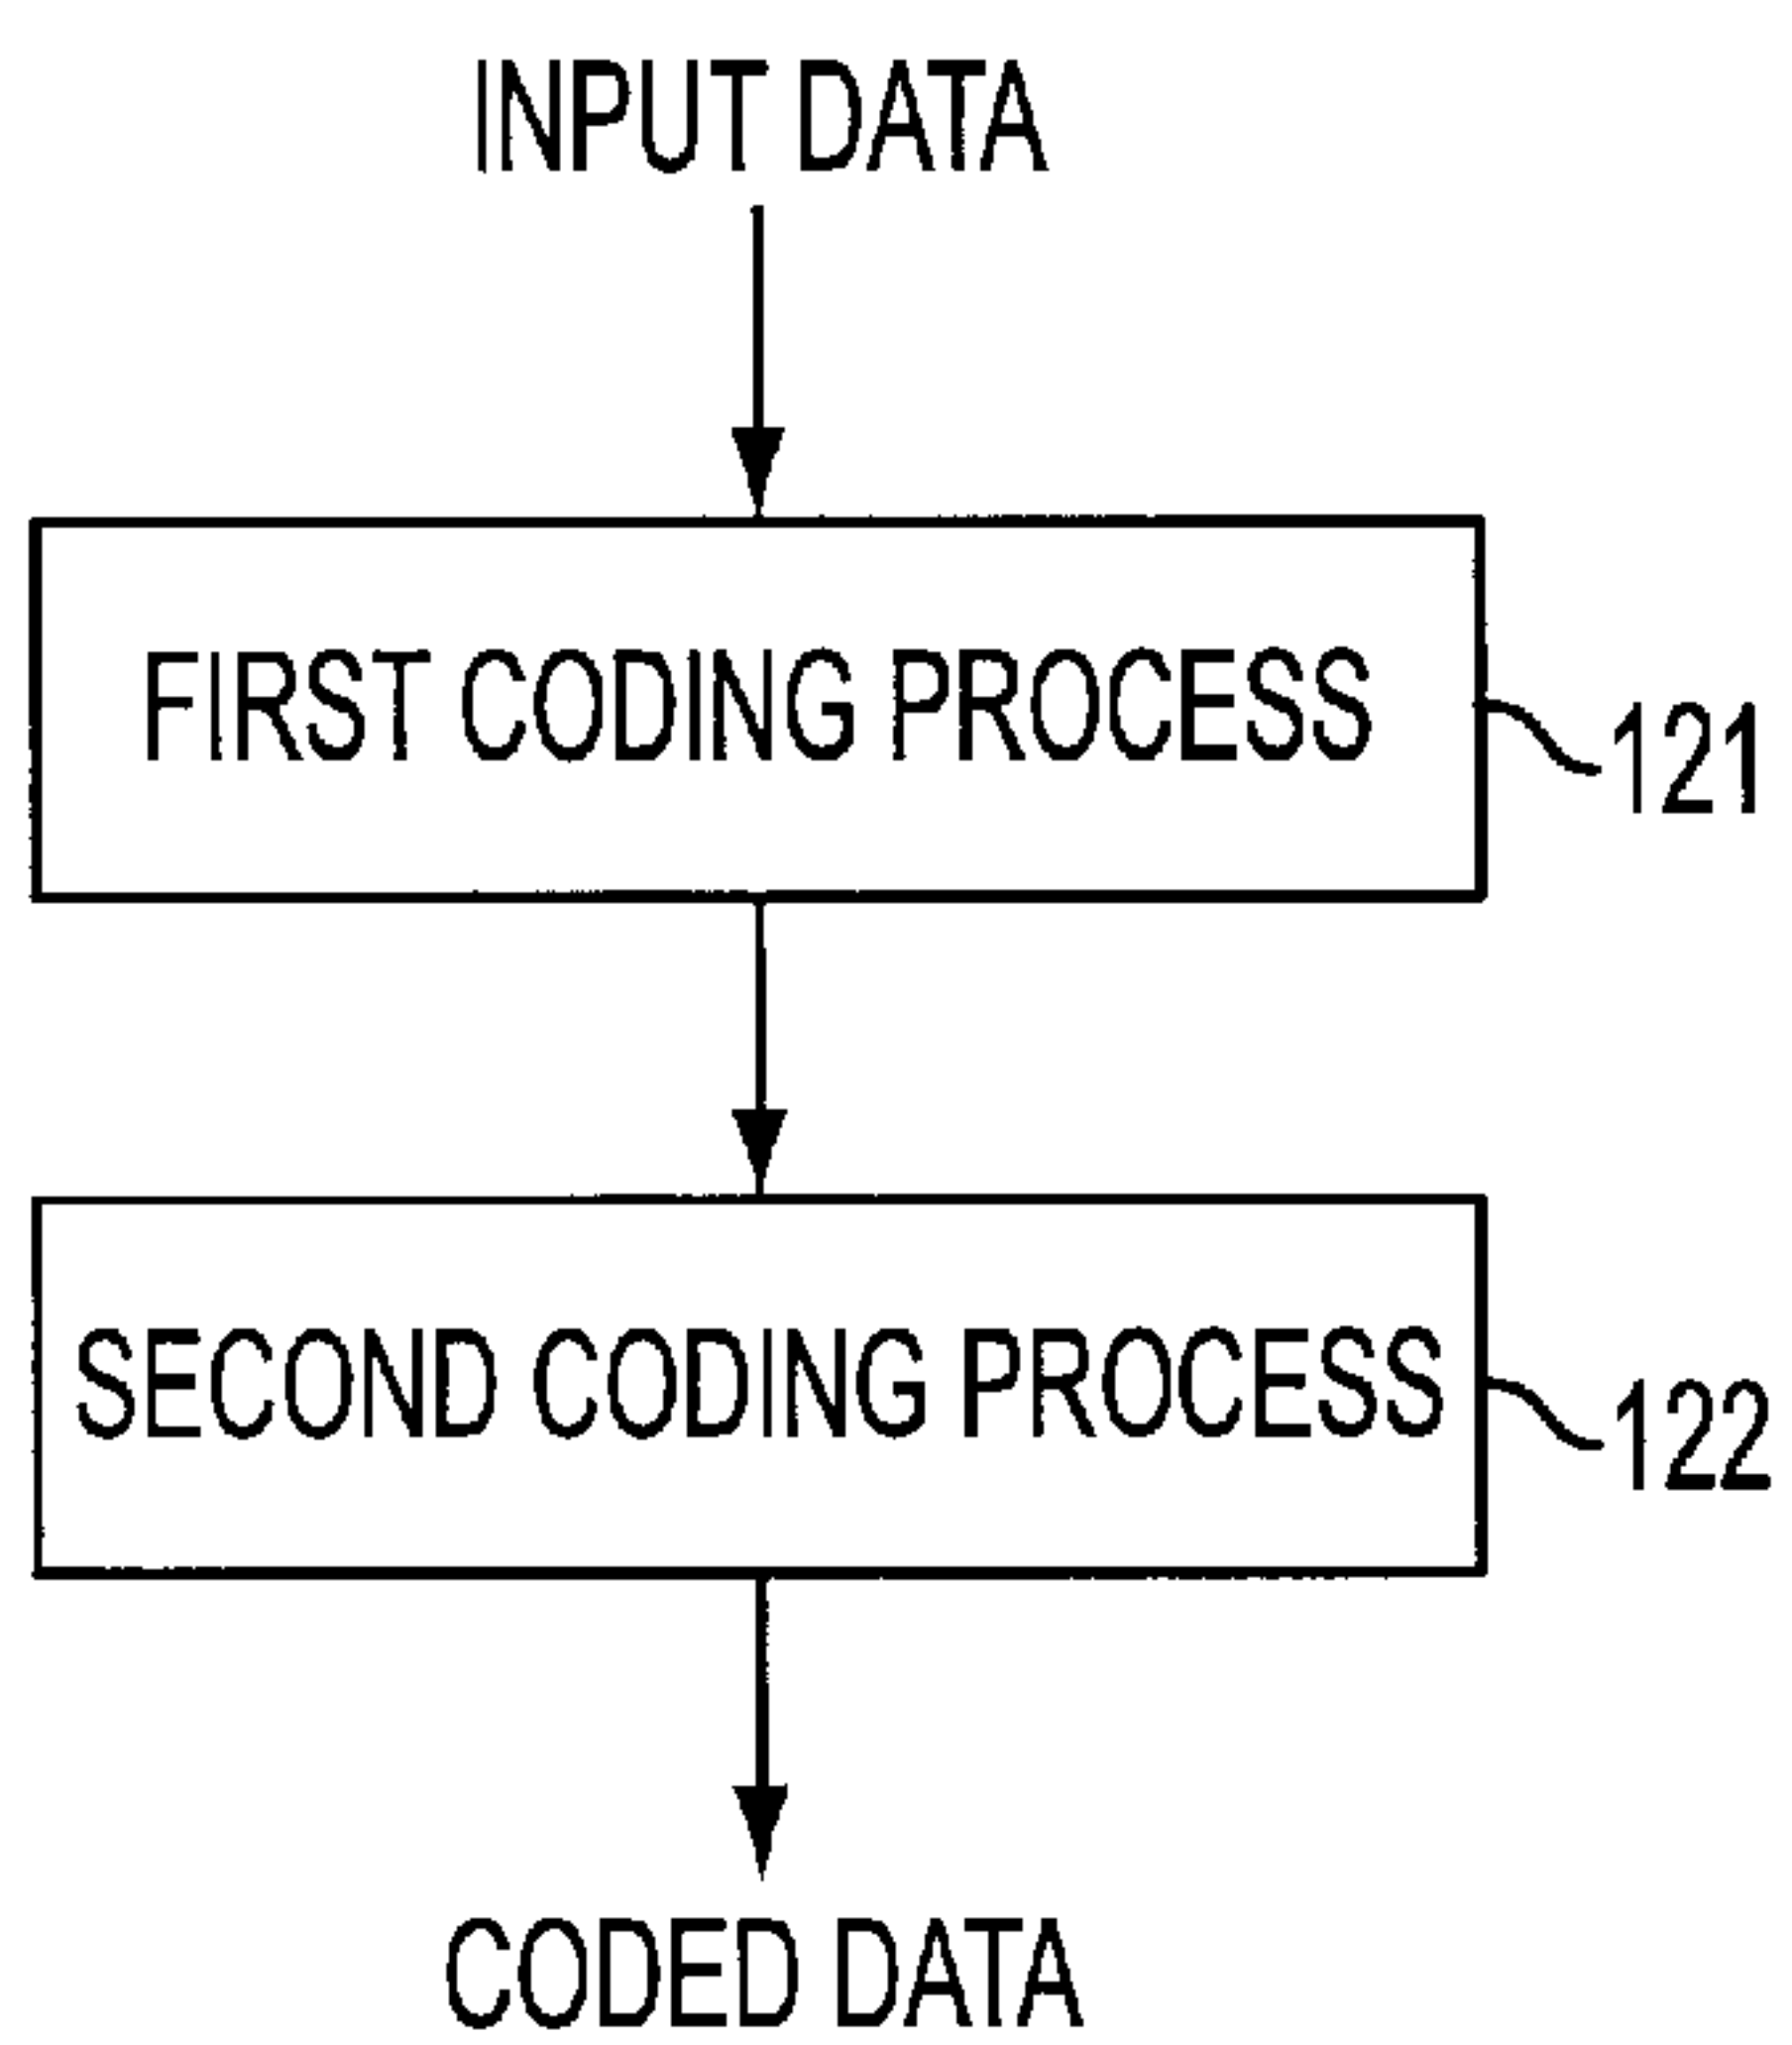 INPUT DATA
FIRST CODING PROCESS
121
SECOND CODING PROCESS
122
CODED DATA